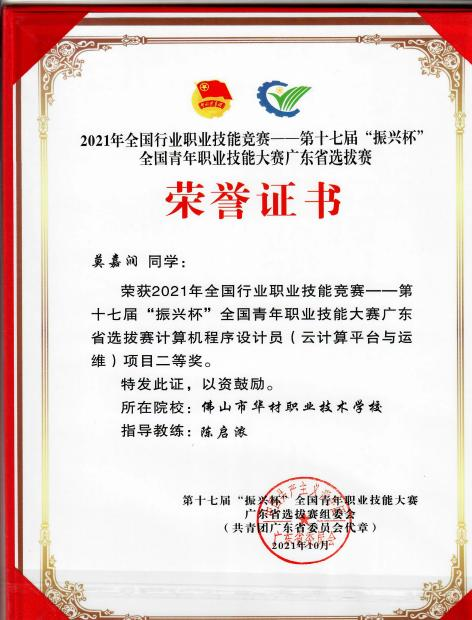 2021年全国行业职业技能竞赛——第十七届“振兴杯”
全国青年职业技能大赛广东省选拔赛
荣誉证书
莫嘉润 同学：
荣获2021年全国行业职业技能竞赛——第
十七届“振兴杯”全国青年职业技能大赛广东
省选拔赛计算机程序设计员（云计算平台与运
维）项目二等奖。
特发此证，以资鼓励。
所在院校：佛山市华材职业技术学校
指导教练：陈启浓
第十七届“振兴杯”全国青年职业技能大赛
广东省选拔赛组委会
（共青团广东省委员会代章）
2021年10月
广东省委员会